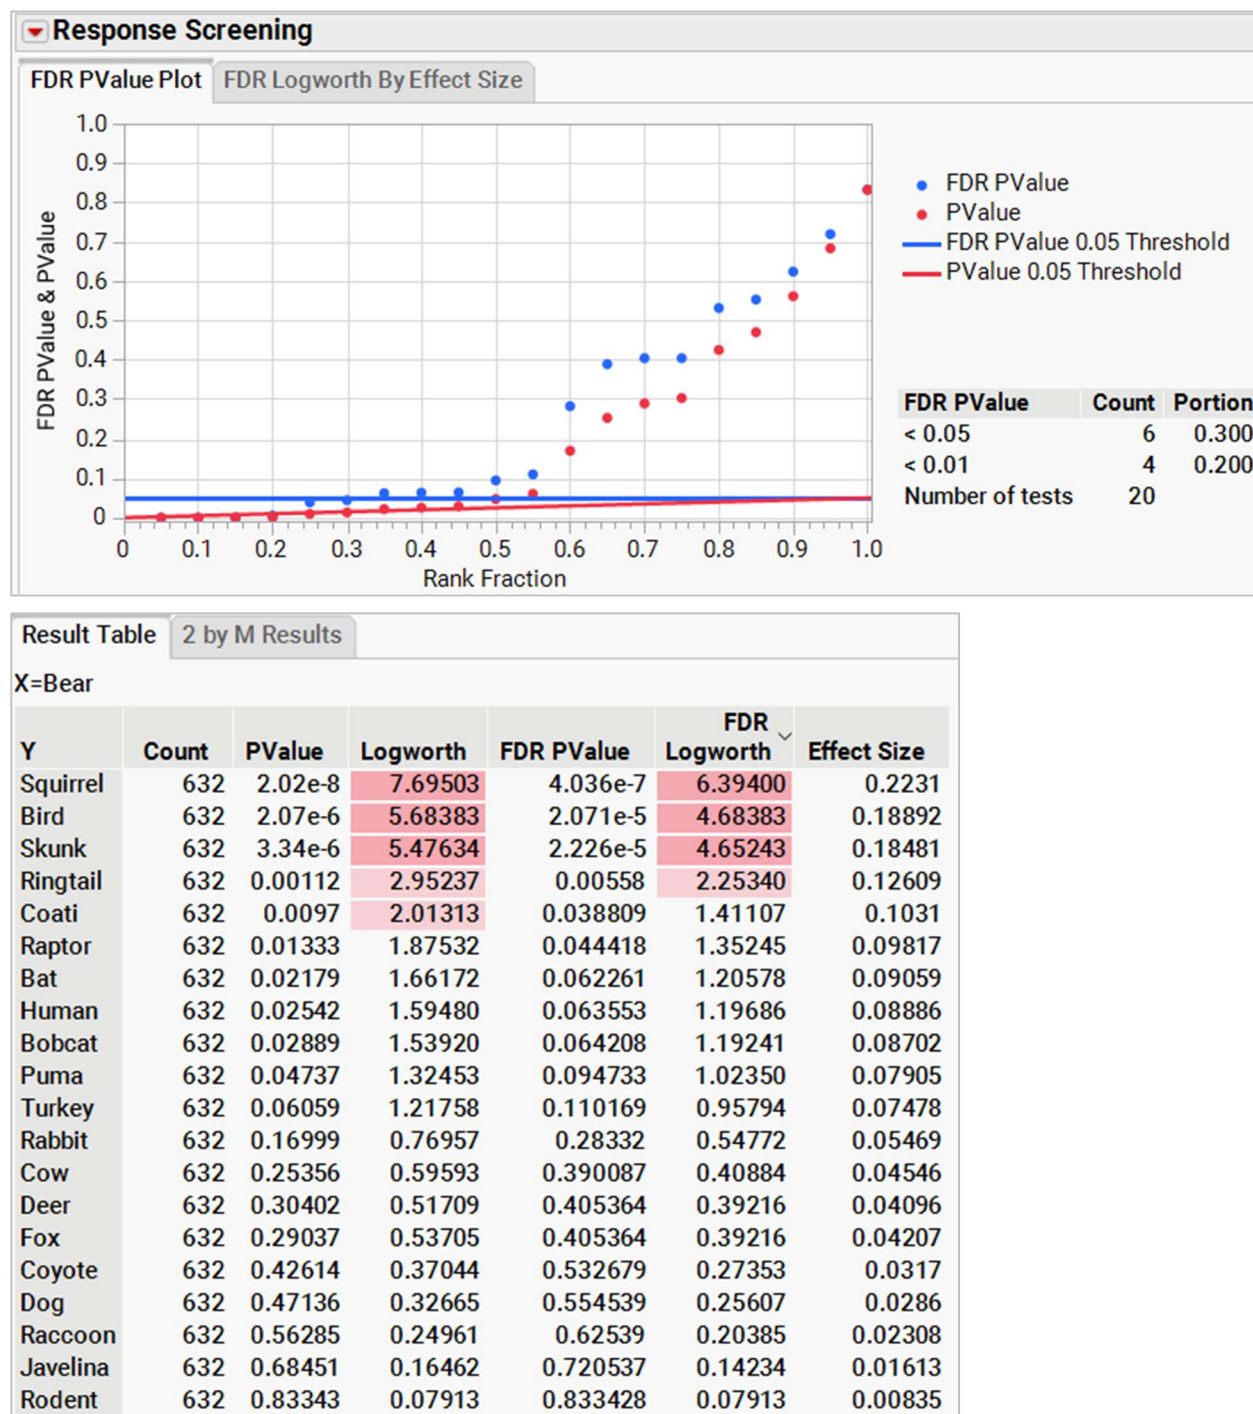 Response Screening
FDR PValue Plot FDR Logworth By Effect Size
1.0
0.9
0.8
0.7
0.6
0.5
0.4
0.3
0.2
0.1
0
FDR PValue & PValue
0 0.1 0.2 0.3 0.4 0.5 0.6 0.7 0.8 0.9 1.0
Rank Fraction
FDR PValue
PValue
FDR PValue 0.05 Threshold
PValue 0.05 Threshold
FDR PValue Count Portion
< 0.05 6 0.300
< 0.01 4 0.200
Number of tests 20
Result Table 2 by M Results
X=Bear
FDR
Y Count PValue Logworth FDR PValue Logworth Effect Size
Squirrel 632 2.02e-8 7.69503 4.036e-7 6.39400 0.2231
Bird 632 2.07e-6 5.68383 2.071e-5 4.68383 0.18892
Skunk 632 3.34e-6 5.47634 2.226e-5 4.65243 0.18481
Ringtail 632 0.00112 2.95237 0.00558 2.25340 0.12609
Coati 632 0.0097 2.01313 0.038809 1.41107 0.1031
Raptor 632 0.01333 1.87532 0.044418 1.35245 0.09817
Bat 632 0.02179 1.66172 0.062261 1.20578 0.09059
Human 632 0.02542 1.59480 0.063553 1.19686 0.08886
Bobcat 632 0.02889 1.53920 0.064208 1.19241 0.08702
Puma 632 0.04737 1.32453 0.094733 1.02350 0.07905
Turkey 632 0.06059 1.21758 0.110169 0.95794 0.07478
Rabbit 632 0.16999 0.76957 0.28332 0.54772 0.05469
Cow 632 0.25356 0.59593 0.390087 0.40884 0.04546
Deer 632 0.30402 0.51709 0.405364 0.39216 0.04096
Fox 632 0.29037 0.53705 0.405364 0.39216 0.04207
Coyote 632 0.42614 0.37044 0.532679 0.27353 0.0317
Dog 632 0.47136 0.32665 0.554539 0.25607 0.0286
Raccoon 632 0.56285 0.24961 0.62539 0.20385 0.02308
Javelina 632 0.68451 0.16462 0.720537 0.14234 0.01613
Rodent 632 0.83343 0.07913 0.833428 0.07913 0.00835